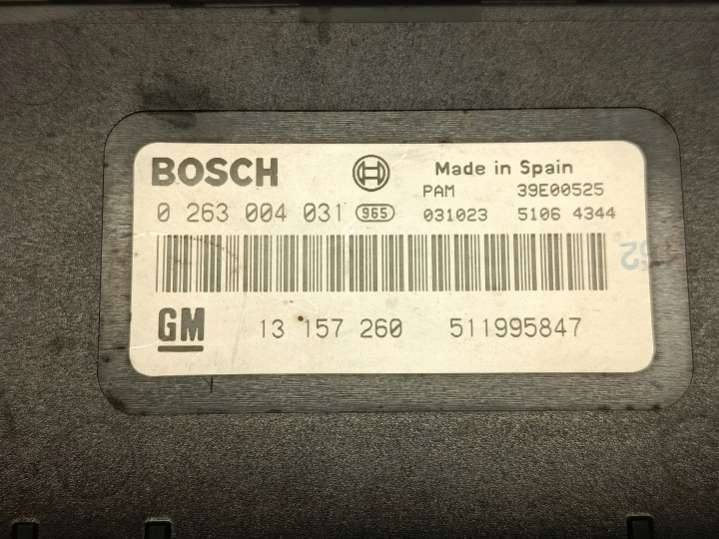 BOSCH Made in Spain
PAM 39E00525
0 263 004 031 965 031023 5106 4344
GM 13 157 260 511995847
62